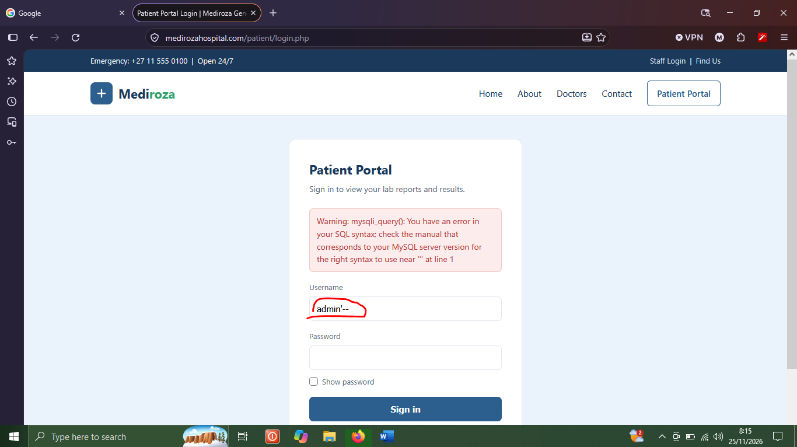 Google
Patient Portal Login | Mediroza Gen
medirozahospital.com/patient/login.php
VPN
M
Emergency: +27 11 555 0100 | Open 24/7
Staff Login | Find Us
Mediroza
Home
About
Doctors
Contact
Patient Portal
Patient Portal
Sign in to view your lab reports and results.
Warning: mysqli_query(): You have an error in
your SQL syntax; check the manual that
corresponds to your MySQL server version for
the right syntax to use near '''' at line 1
Username
admin'--
Password
Show password
Sign in
Type here to search
2
8:15
25/11/2026